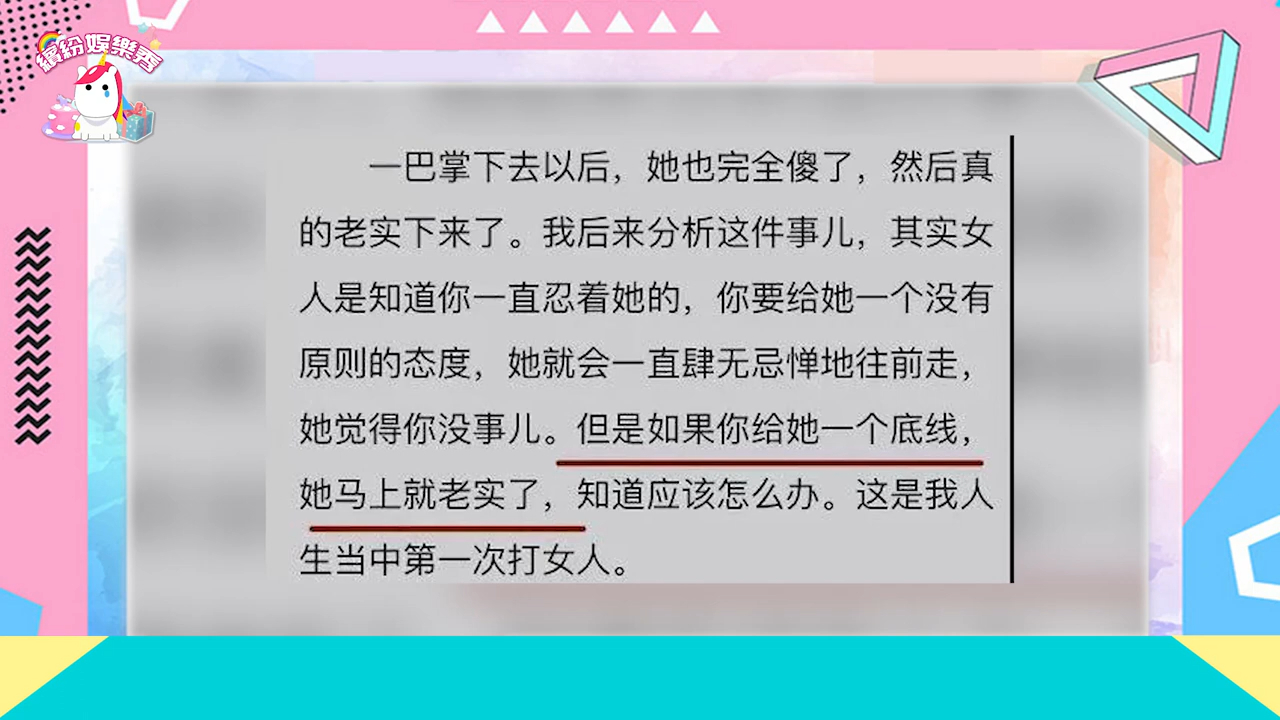 繽紛娛樂秀
一巴掌下去以后，她也完全傻了，然后真
的老实下来了。我后来分析这件事儿，其实女
人是知道你一直忍着她的，你要给她一个没有
原则的态度，她就会一直肆无忌惮地往前走，
她觉得你没事儿。但是如果你给她一个底线，
她马上就老实了，知道应该怎么办。这是我人
生当中第一次打女人。